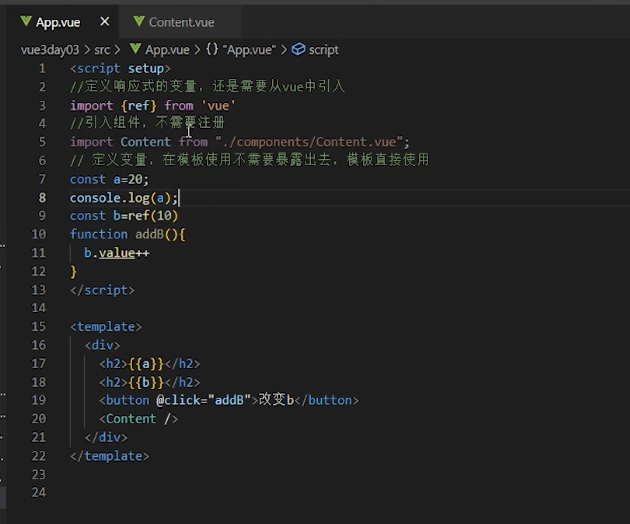 App.vue × Content.vue
vue3day03 > src > App.vue > {} "App.vue" > script
1 <script setup>
2 //定义响应式的变量，还是需要从vue中引入
3 import {ref} from 'vue'
4 //引入组件，不需要注册
5 import Content from "./components/Content.vue";
6 // 定义变量，在模板使用不需要暴露出去，模板直接使用
7 const a=20;
8 console.log(a);
9 const b=ref(10)
10 function addB(){
11 b.value++
12 }
13 </script>
14
15 <template>
16 <div>
17 <h2>{{a}}</h2>
18 <h2>{{b}}</h2>
19 <button @click="addB">改变b</button>
20 <Content />
21 </div>
22 </template>
23
24